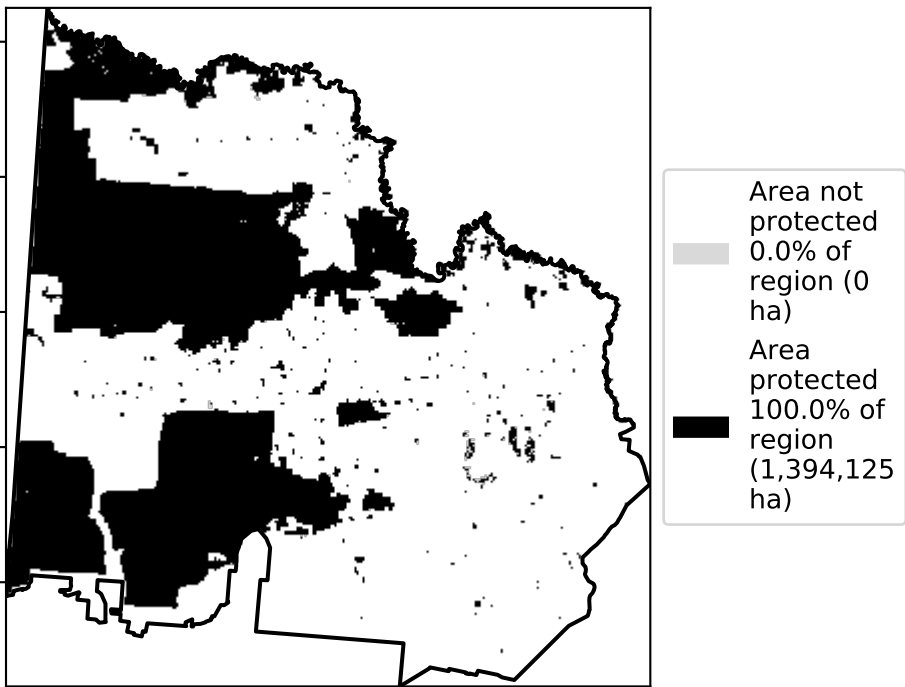 Area not
protected
0.0% of
region (0
ha)
Area
protected
100.0% of
region
(1,394,125
ha)